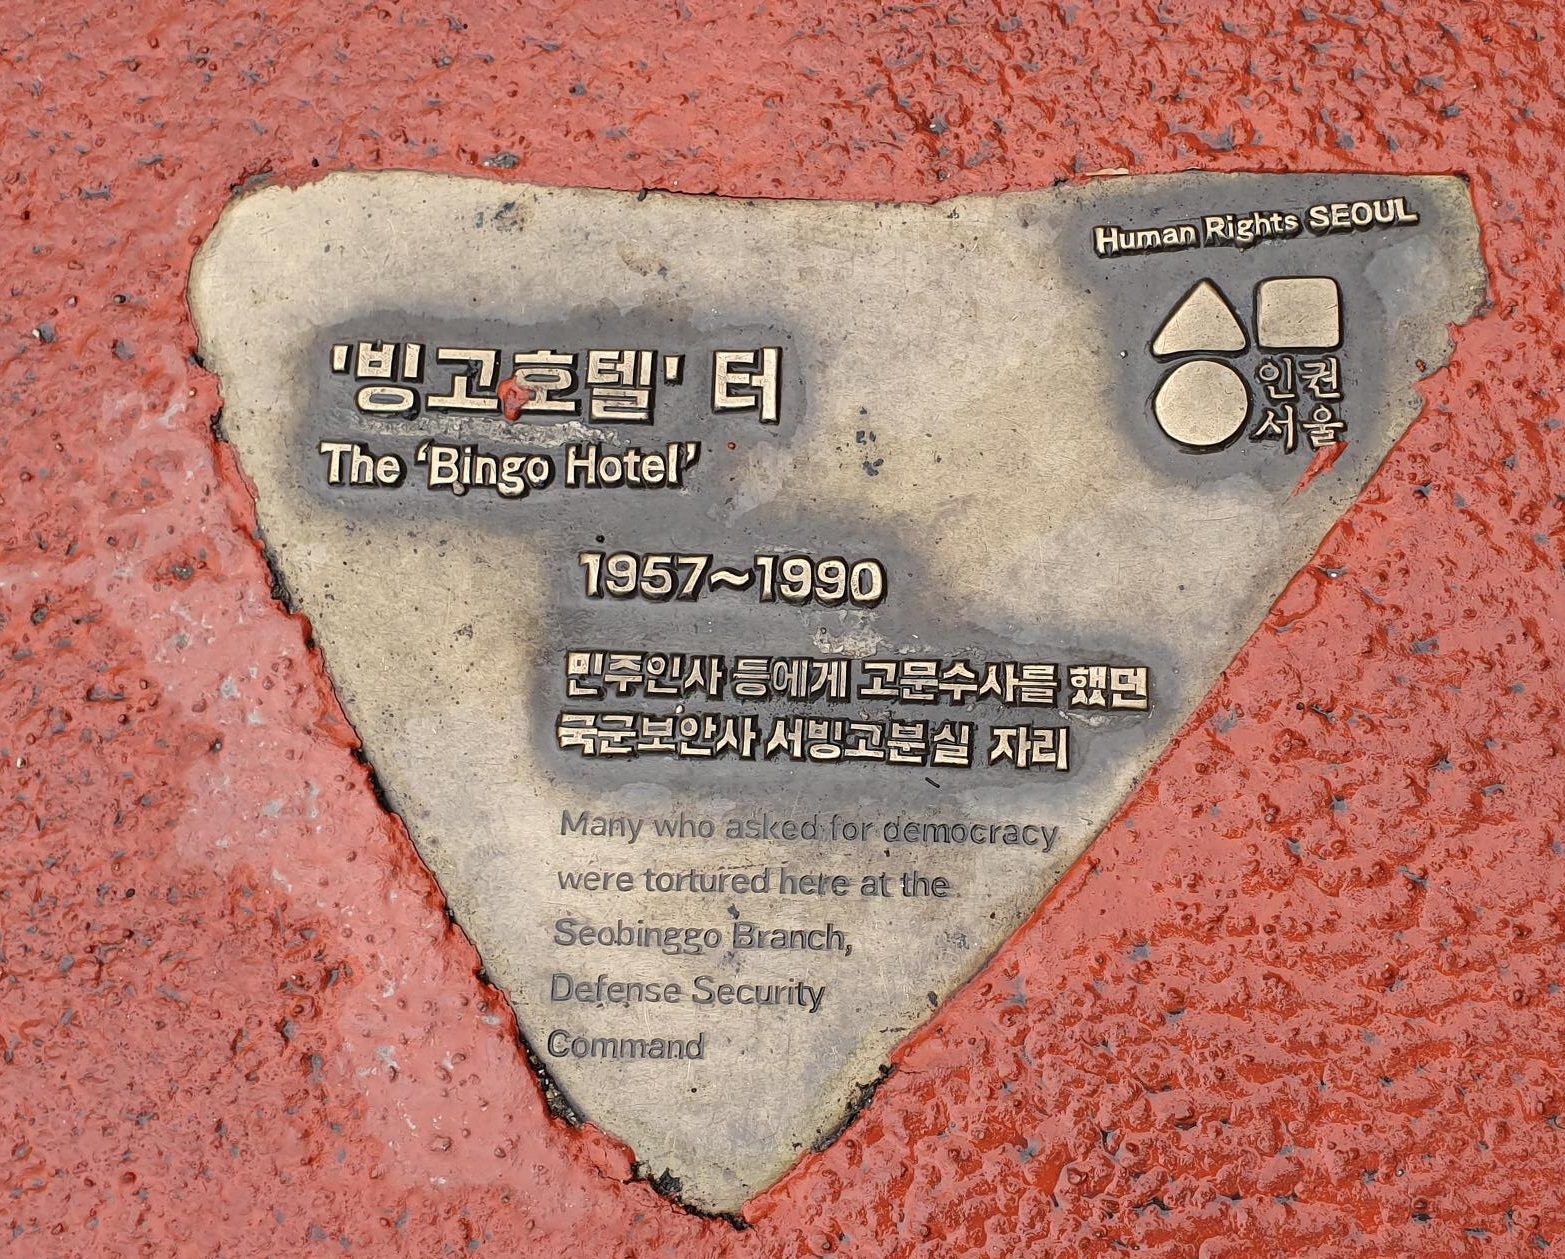 Human Rights SEOUL
인권
서울
'빙고호텔' 터
The ‘Bingo Hotel’
1957~1990
민주인사 등에게 고문수사를 했던
국군보안사 서빙고분실 자리
Many who asked for democracy
were tortured here at the
Seobinggo Branch,
Defense Security
Command